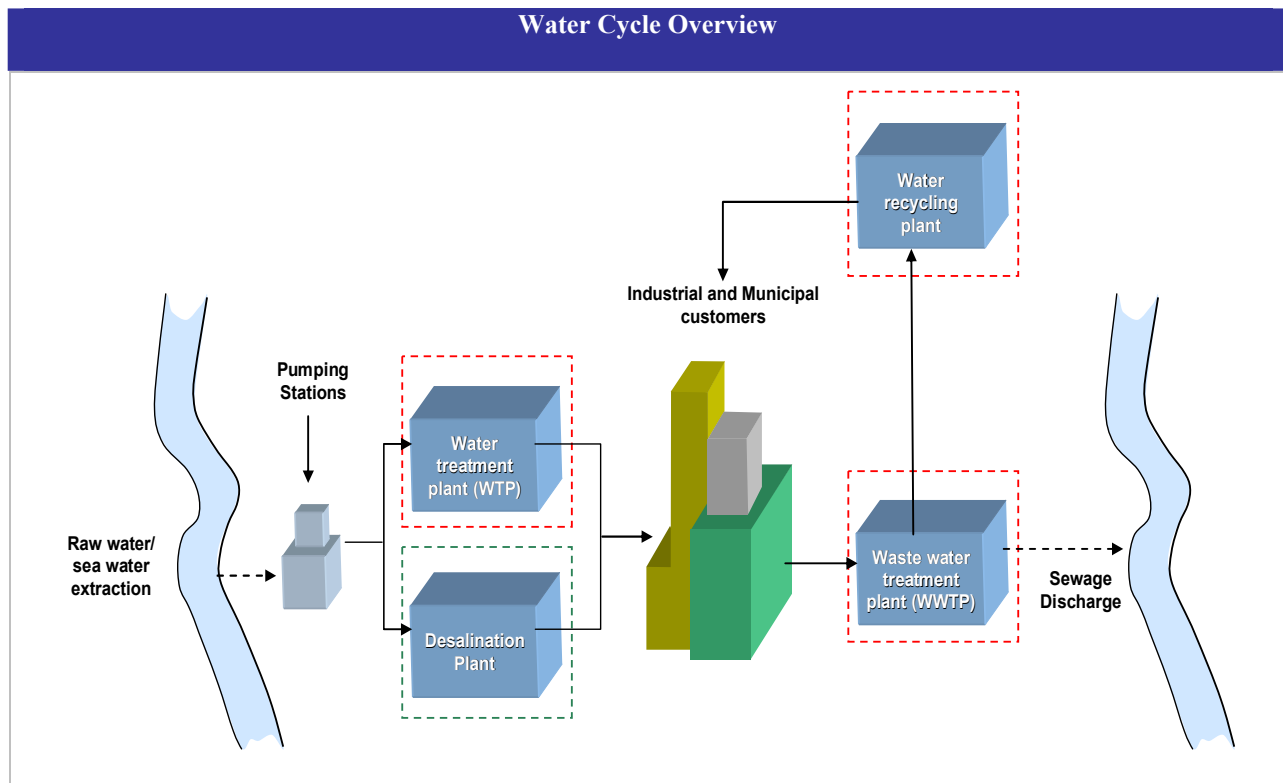 Water Cycle Overview
Water
recycling
plant
Industrial and Municipal
customers
Pumping
Stations
Water
treatment
plant (WTP)
Raw water/
sea water
extraction
Desalination
Plant
Waste water
treatment
plant (WWTP)
Sewage
Discharge